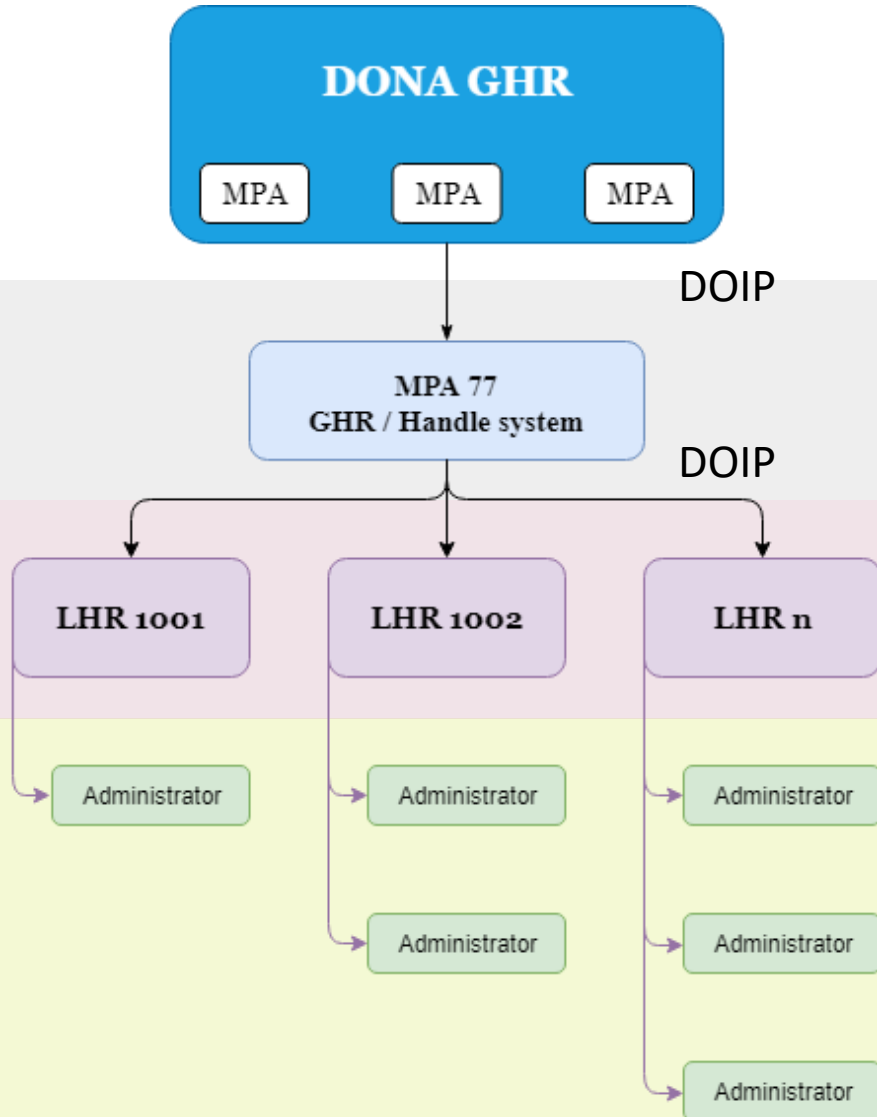 DONA GHR
MPA
MPA
MPA
DOIP
MPA 77
GHR / Handle system
DOIP
LHR 1001
LHR 1002
LHR n
Administrator
Administrator
Administrator
Administrator
Administrator
Administrator